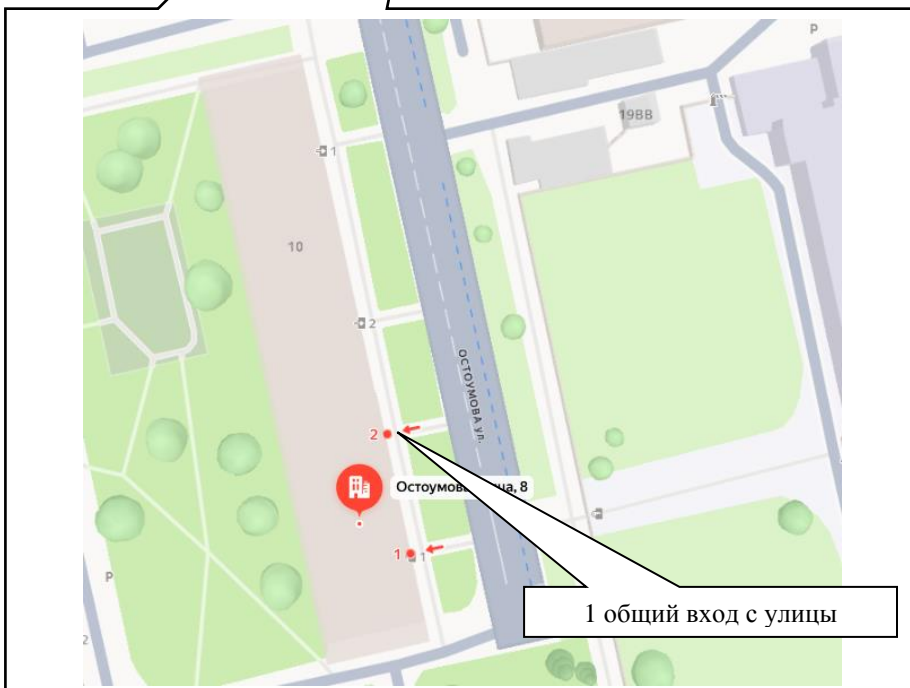 P
19ВВ
1
10
2
ОСТОУМОВА УЛ.
2
Остоумова улица, 8
1
1
P
2
1 общий вход с улицы